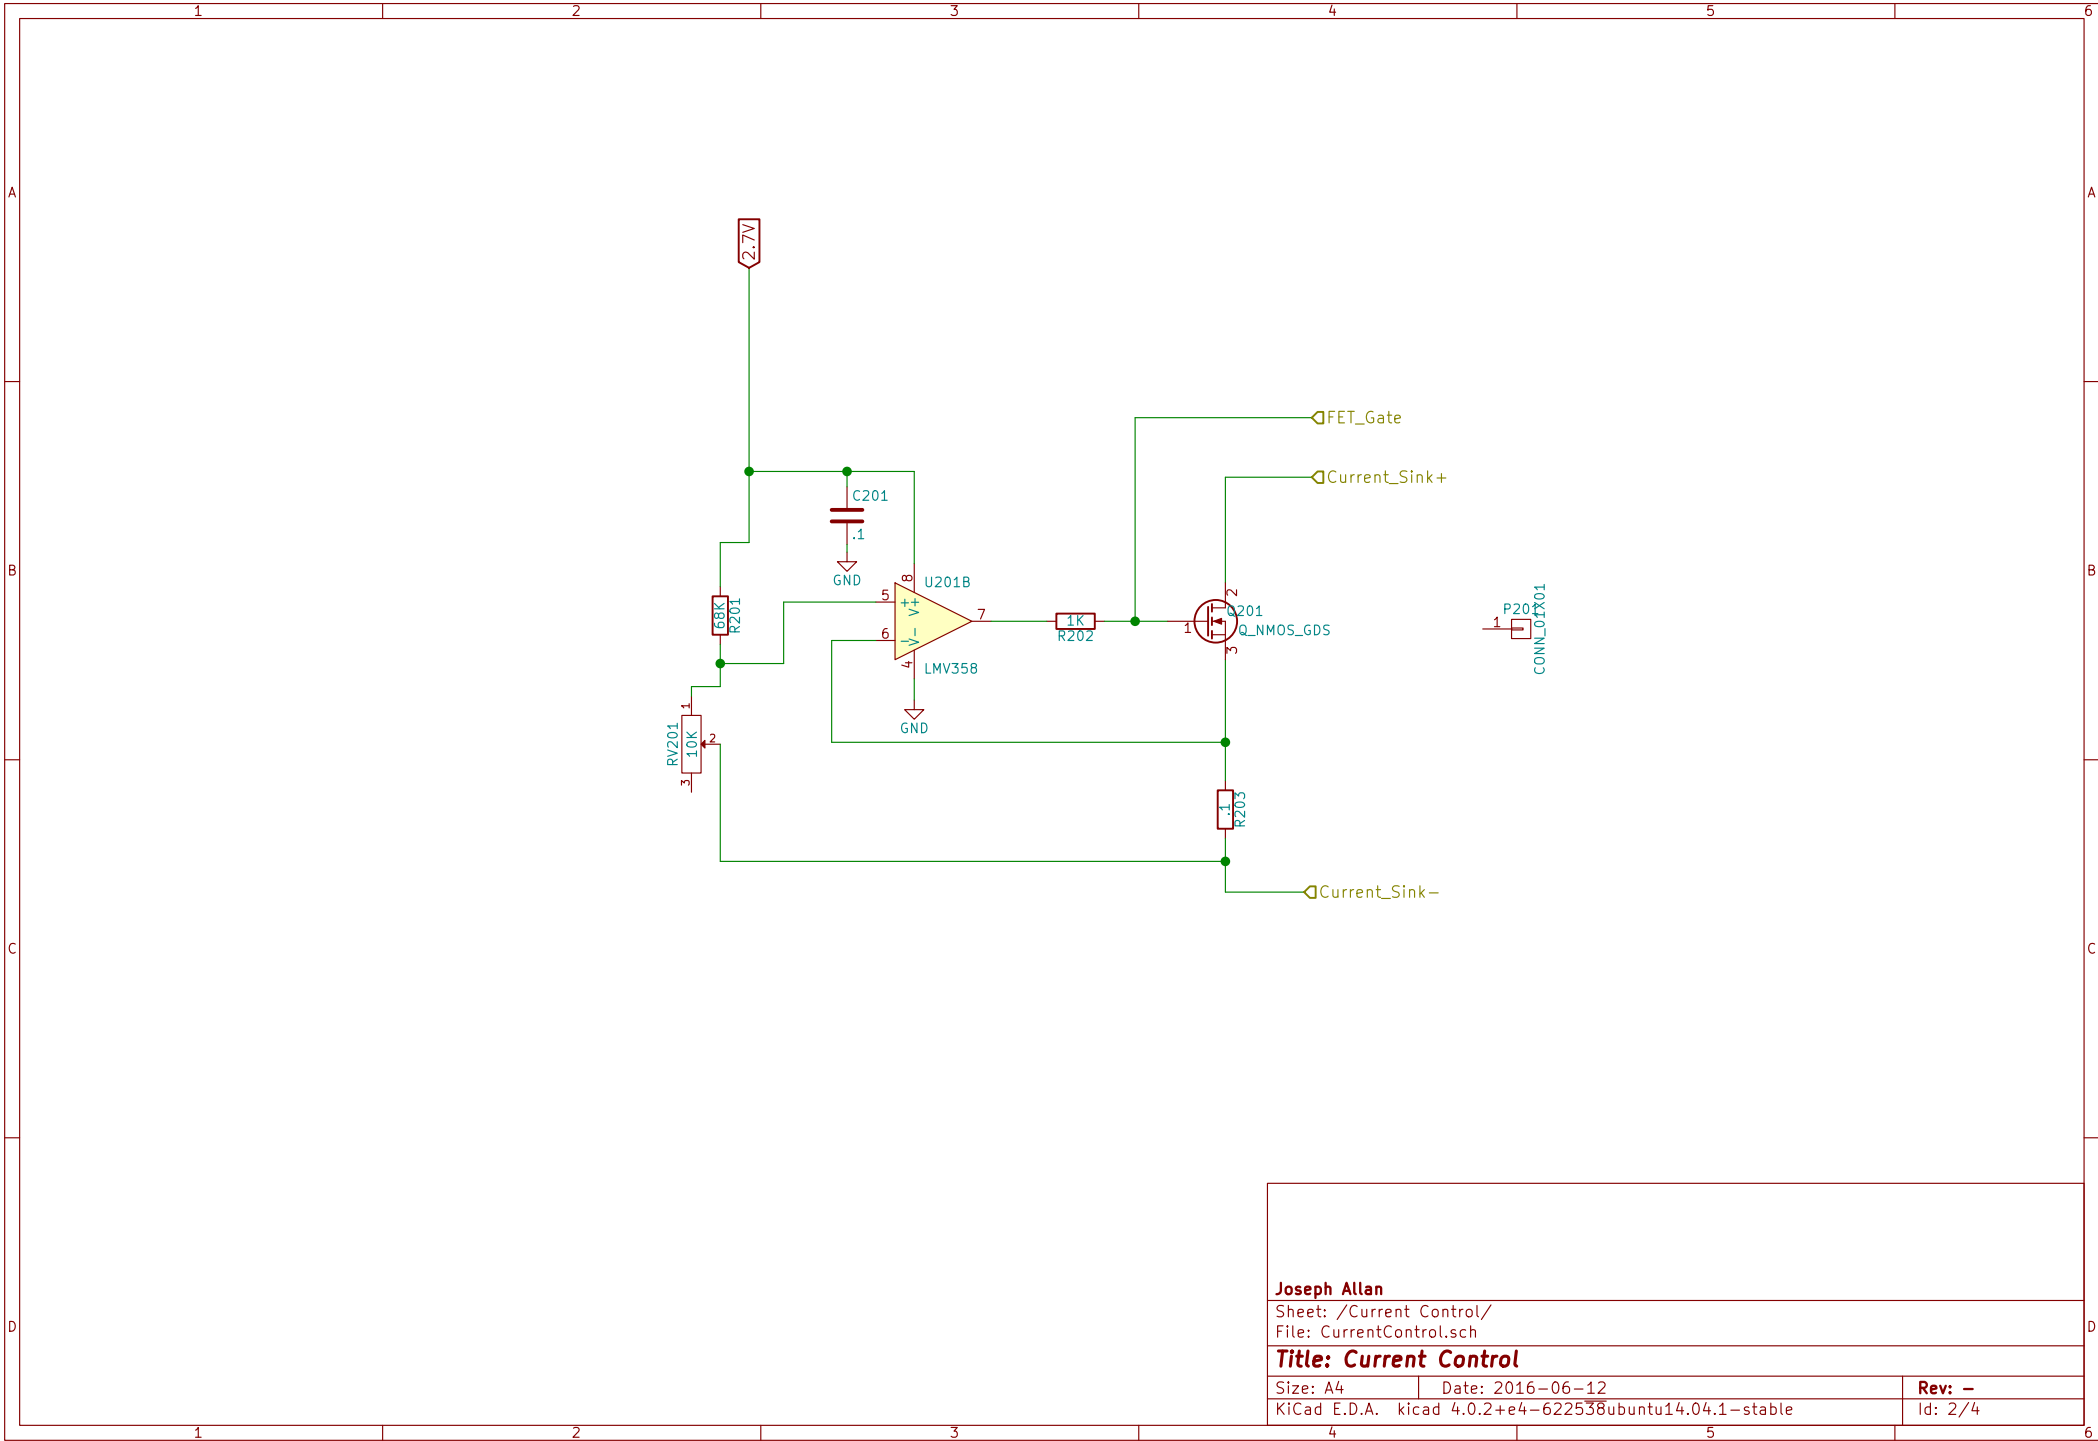 1 2 3 4 5 6
A A
2.7V
FET_Gate
Current_Sink+
C201
.1
B B
GND
8 U201B
5 + V+
68K R201
7
1K
R202
2
Q201
1 Q_NMOS_GDS
3
P201
1
CONN_01X01
6 - V-
4 LMV358
GND
1
RV201 10K 2
3
.1 R203
Current_Sink-
C C
Joseph Allan
Sheet: /Current Control/
File: CurrentControl.sch
D D
Title: Current Control
Size: A4 Date: 2016-06-12 Rev: -
KiCad E.D.A. kicad 4.0.2+e4-622538ubuntu14.04.1-stable Id: 2/4
1 2 3 4 5 6